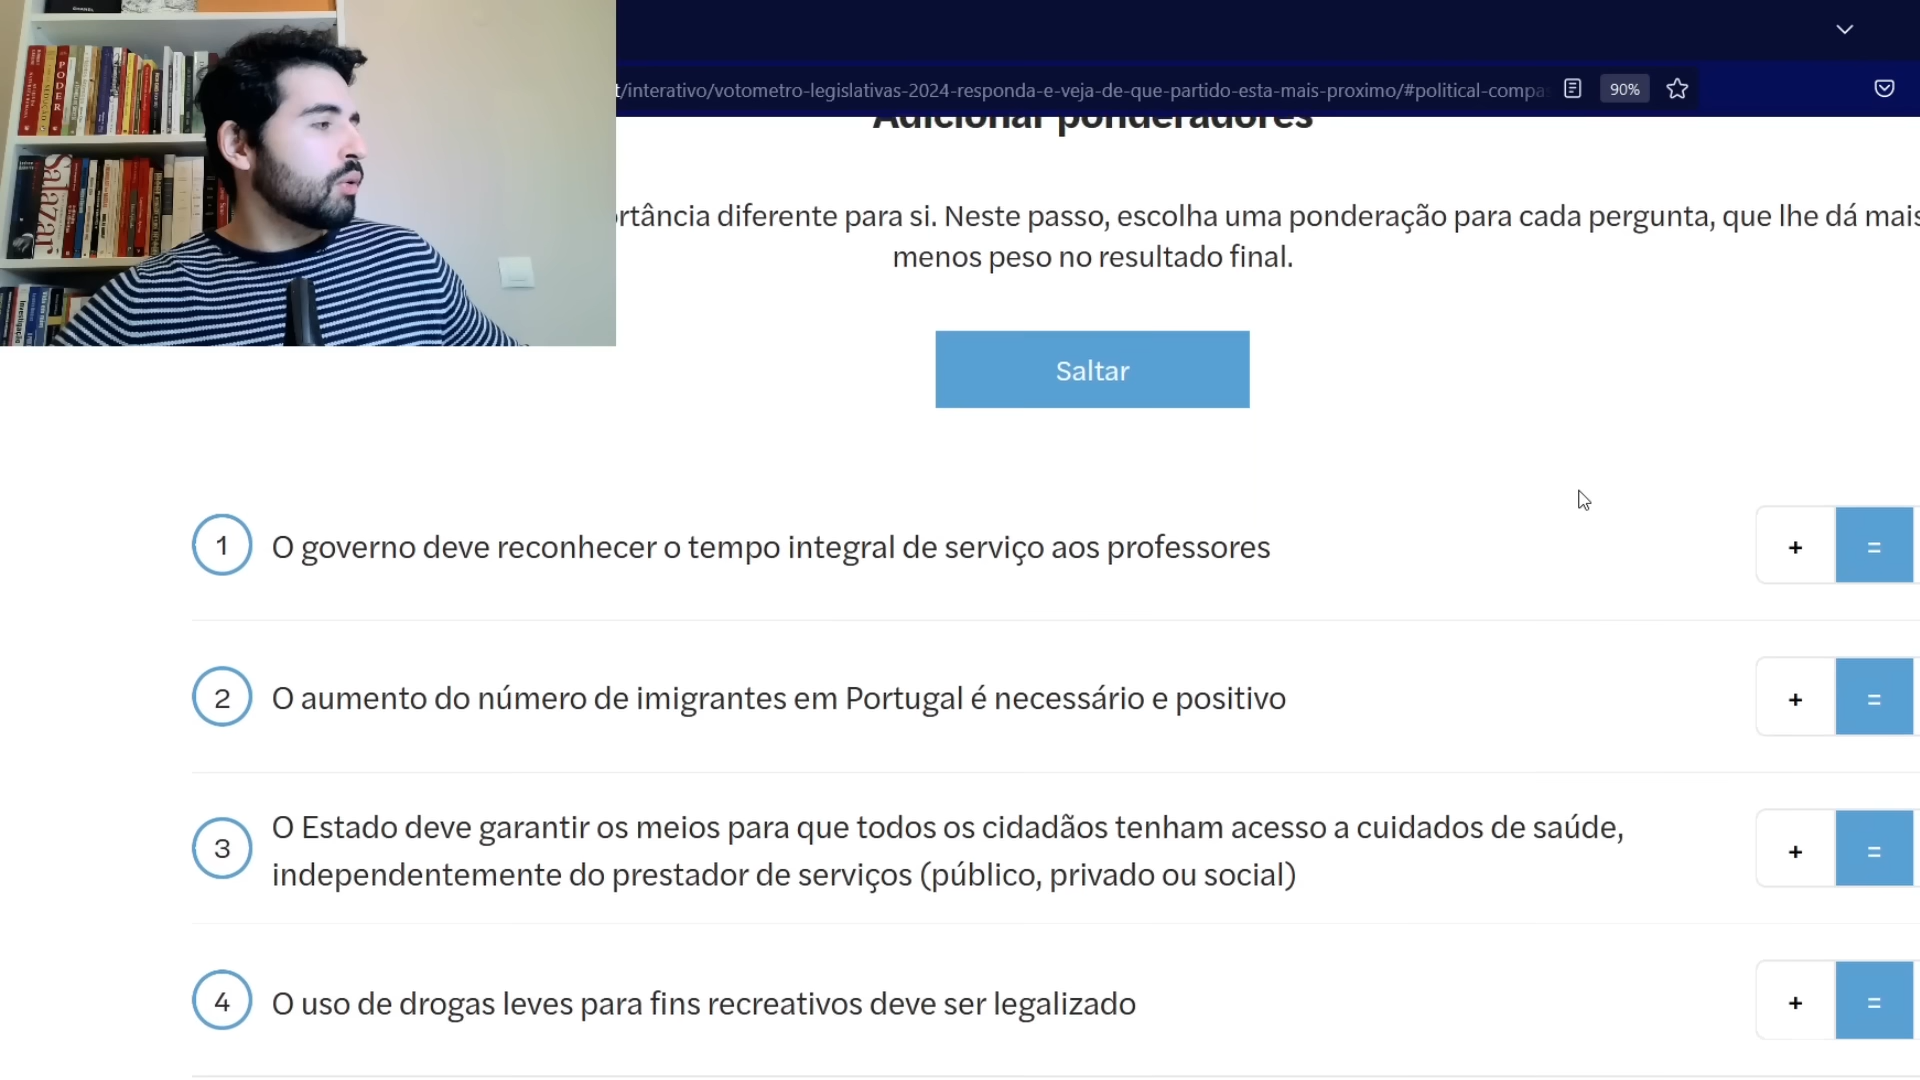 PODER
Salazar
t/interativo/votometro-legislativas-2024-responda-e-veja-de-que-partido-esta-mais-proximo/#political-compa
90%
Adicionar ponderadores
rtância diferente para si. Neste passo, escolha uma ponderação para cada pergunta, que lhe dá mais
menos peso no resultado final.
Saltar
1 O governo deve reconhecer o tempo integral de serviço aos professores + =
2 O aumento do número de imigrantes em Portugal é necessário e positivo + =
3 O Estado deve garantir os meios para que todos os cidadãos tenham acesso a cuidados de saúde,
independentemente do prestador de serviços (público, privado ou social) + =
4 O uso de drogas leves para fins recreativos deve ser legalizado + =